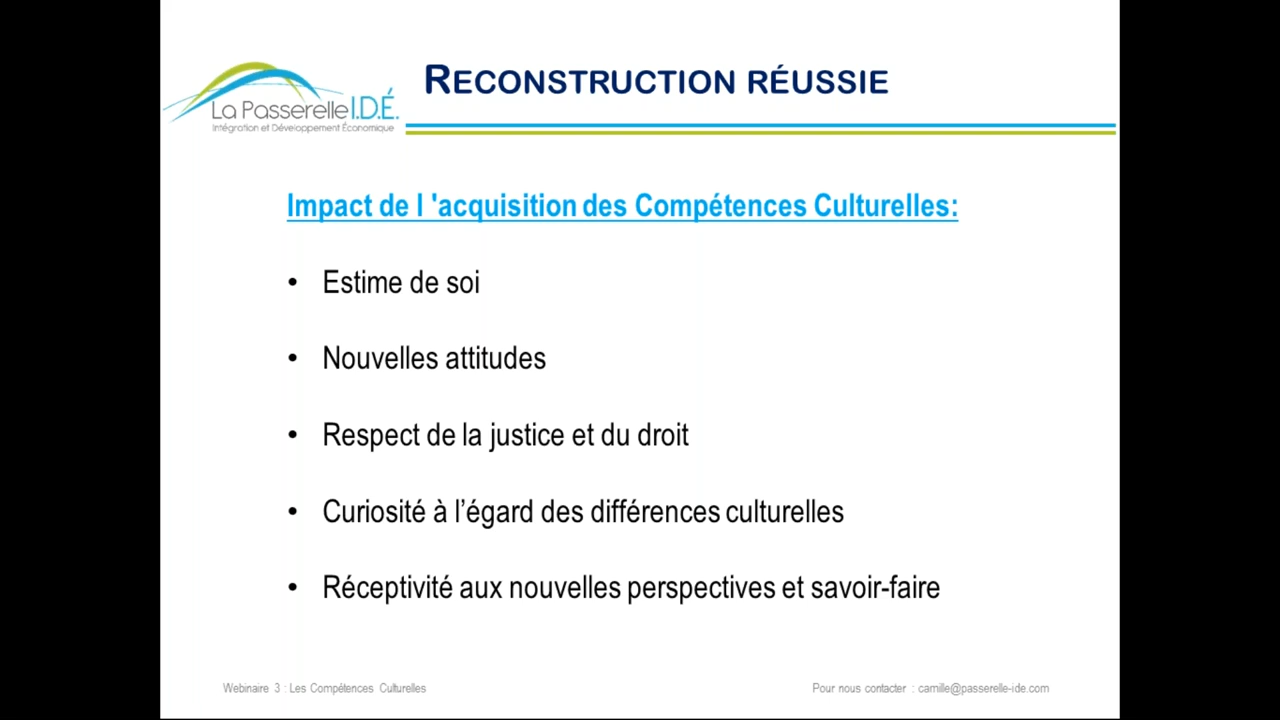 RECONSTRUCTION RÉUSSIE
La Passerelle I.D.É.
Intégration et Développement Économique
Impact de l 'acquisition des Compétences Culturelles:
• Estime de soi
• Nouvelles attitudes
• Respect de la justice et du droit
• Curiosité à l’égard des différences culturelles
• Réceptivité aux nouvelles perspectives et savoir-faire
Webinaire 3 : Les Compétences Culturelles
Pour nous contacter : camille@passerelle-ide.com